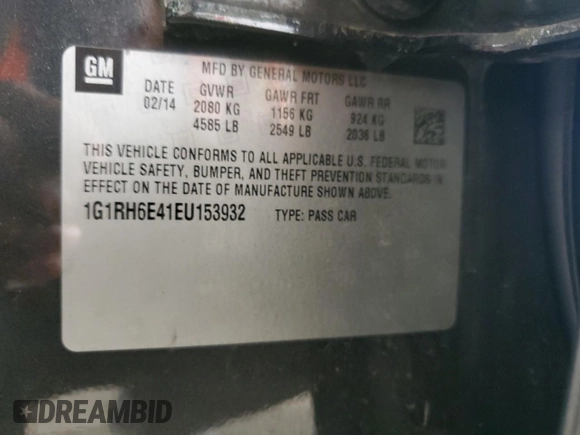 GM
MFD BY GENERAL MOTORS LLC
DATE GVWR GAWR FRT GAWR RR
02/14 2080 KG 1156 KG 924 KG
4585 LB 2549 LB 2036 LB
THIS VEHICLE CONFORMS TO ALL APPLICABLE U.S. FEDERAL MOTOR
VEHICLE SAFETY, BUMPER, AND THEFT PREVENTION STANDARDS IN
EFFECT ON THE DATE OF MANUFACTURE SHOWN ABOVE.
1G1RH6E41EU153932 TYPE: PASS CAR
DREAMBID